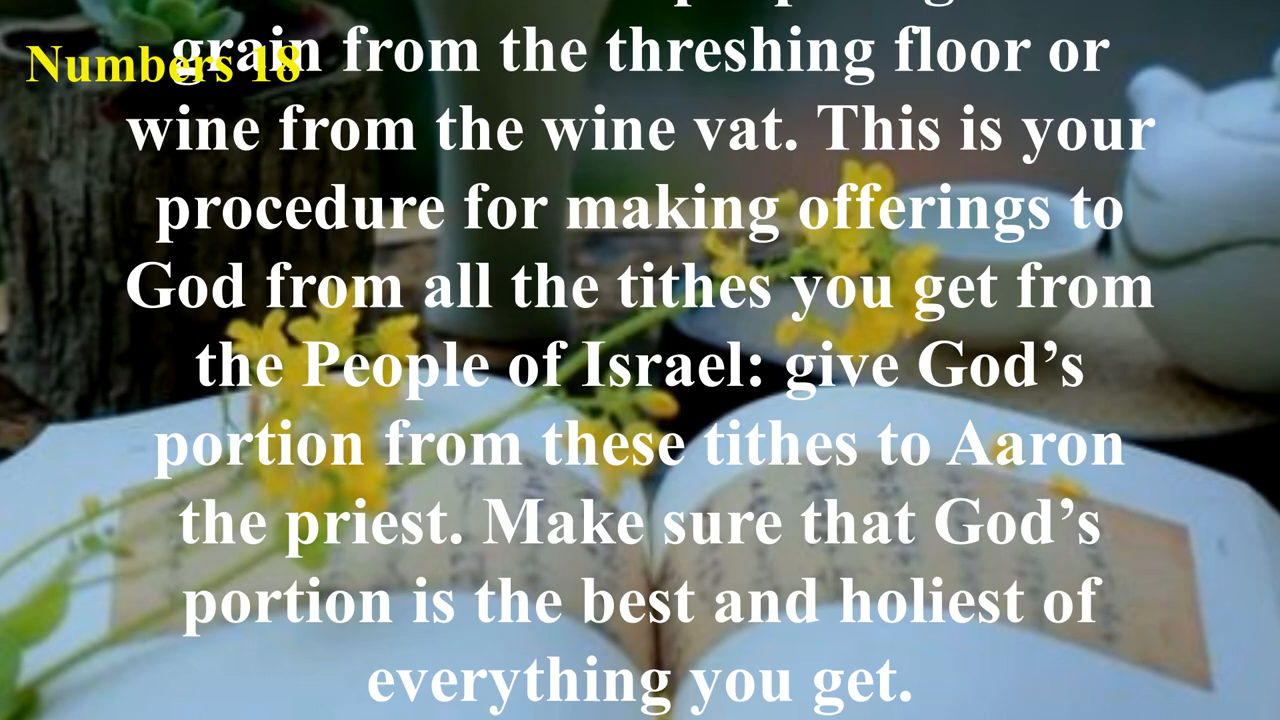 Numbers 18
grain from the threshing floor or
wine from the wine vat. This is your
procedure for making offerings to
God from all the tithes you get from
the People of Israel: give God’s
portion from these tithes to Aaron
the priest. Make sure that God’s
portion is the best and holiest of
everything you get.